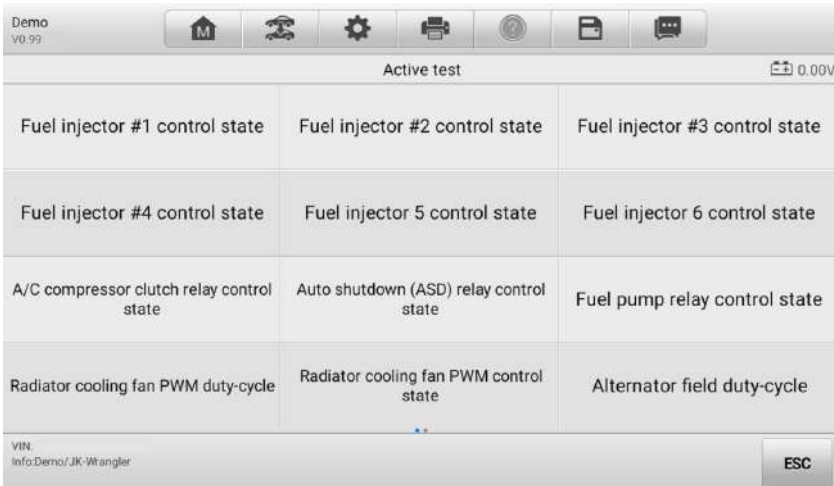 Demo
V0.99
M
Active test
0.00V
Fuel injector #1 control state
Fuel injector #2 control state
Fuel injector #3 control state
Fuel injector #4 control state
Fuel injector 5 control state
Fuel injector 6 control state
A/C compressor clutch relay control
state
Auto shutdown (ASD) relay control
state
Fuel pump relay control state
Radiator cooling fan PWM duty-cycle
Radiator cooling fan PWM control
state
Alternator field duty-cycle
VIN:
Info:Demo/JK-Wrangler
ESC